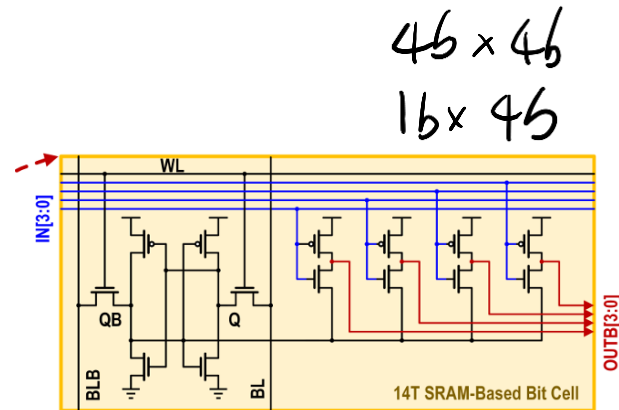 4b × 4b
1b × 4b
WL
IN[3:0]
QB
Q
BLB
BL
OUTB[3:0]
14T SRAM-Based Bit Cell